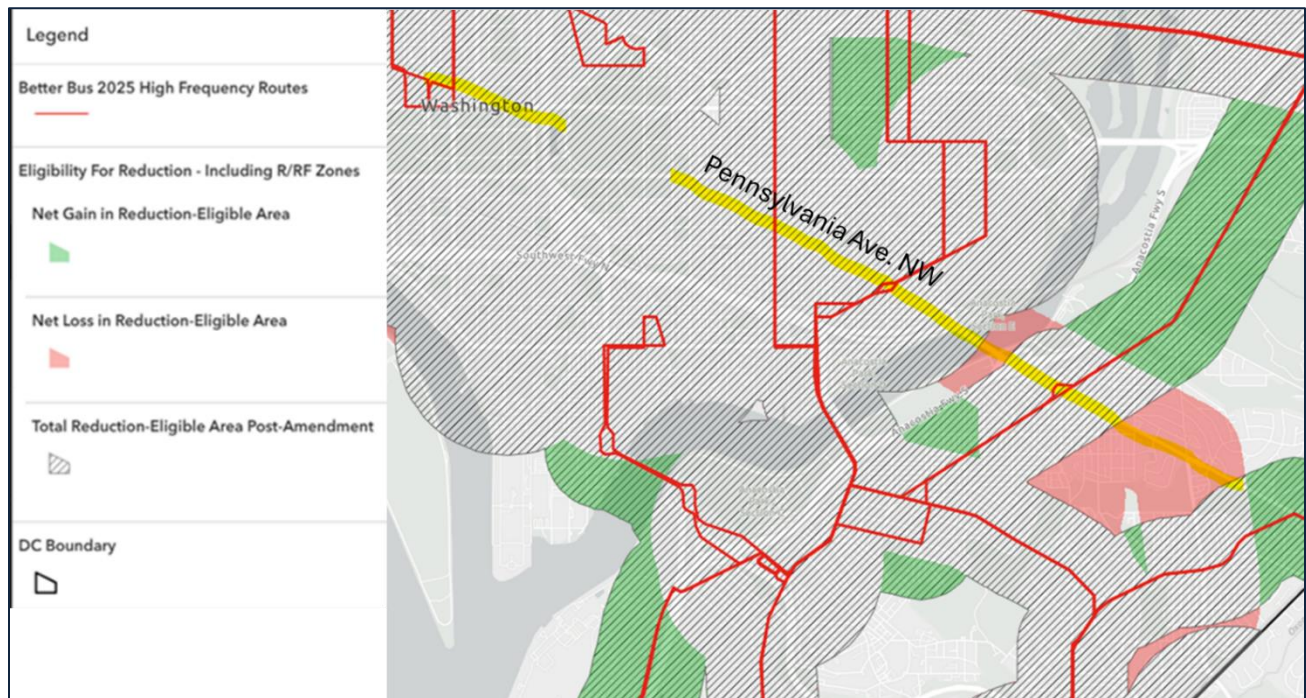 Legend
Better Bus 2025 High Frequency Routes
Eligibility For Reduction - Including R/RF Zones
Net Gain in Reduction-Eligible Area
Net Loss in Reduction-Eligible Area
Total Reduction-Eligible Area Post-Amendment
DC Boundary
Washington
Pennsylvania Ave. NW
Southwest Fwy N
Anacostia Fwy S
Anacostia Fwy S